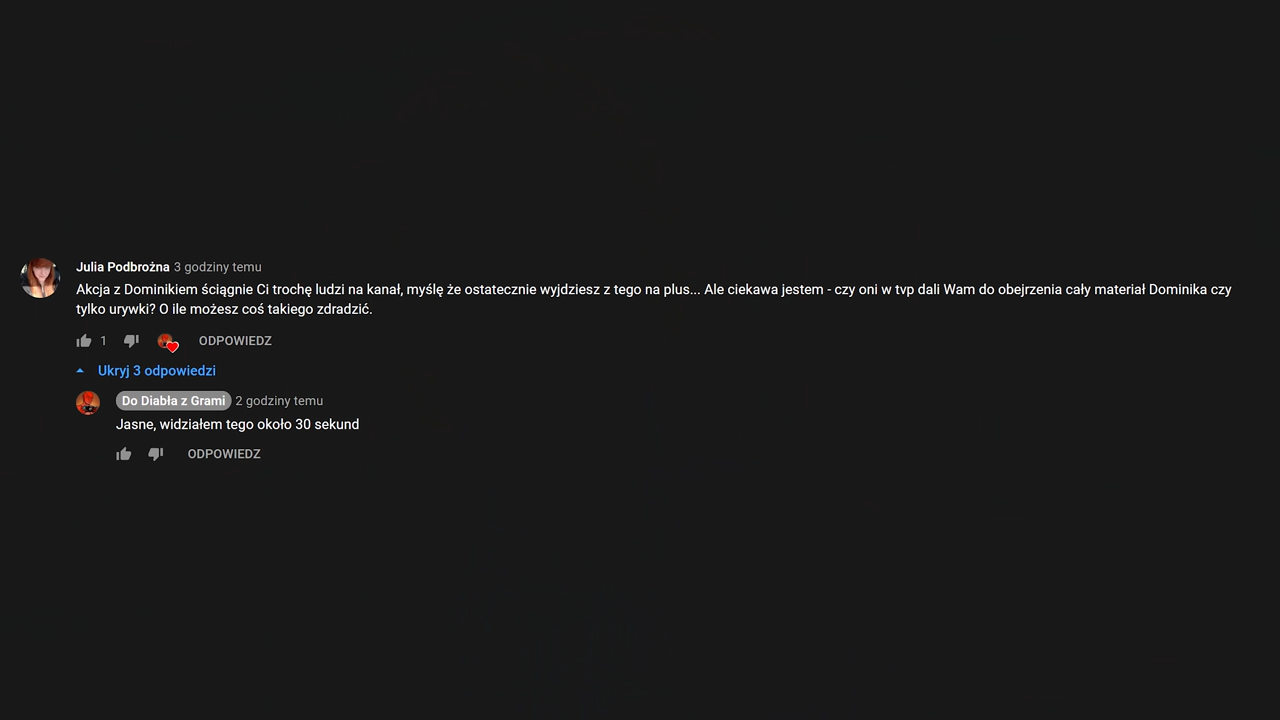 Julia Podbrożna 3 godziny temu
Akcja z Dominikiem ściągnie Ci trochę ludzi na kanał, myślę że ostatecznie wyjdziesz z tego na plus... Ale ciekawa jestem - czy oni w tvp dali Wam do obejrzenia cały materiał Dominika czy
tylko urywki? O ile możesz coś takiego zdradzić.
1 ODPOWIEDZ
Ukryj 3 odpowiedzi
Do Diabła z Grami 2 godziny temu
Jasne, widziałem tego około 30 sekund
ODPOWIEDZ